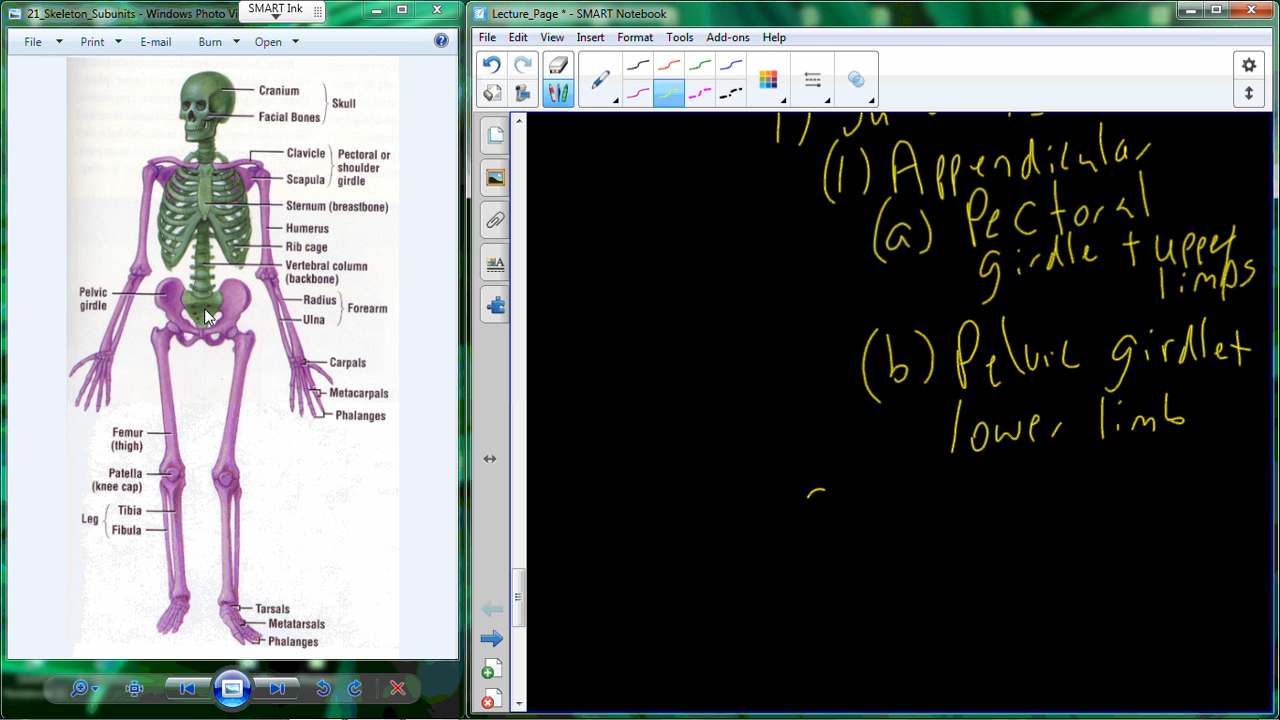 21_Skeleton_Subunits - Windows Photo Vi
SMART Ink
File Print E-mail Burn Open
Cranium
Facial Bones
Skull
Clavicle
Scapula
Pectoral or
shoulder
girdle
Sternum (breastbone)
Humerus
Rib cage
Vertebral column
(backbone)
Pelvic
girdle
Radius
Ulna
Forearm
Carpals
Metacarpals
Phalanges
Femur
(thigh)
Patella
(knee cap)
Leg
Tibia
Fibula
Tarsals
Metatarsals
Phalanges
Lecture_Page * - SMART Notebook
File Edit View Insert Format Tools Add-ons Help
(1) Appendicular
(a) Pectoral
girdle + upper
limbs
(b) Pelvic girdle +
lower limb